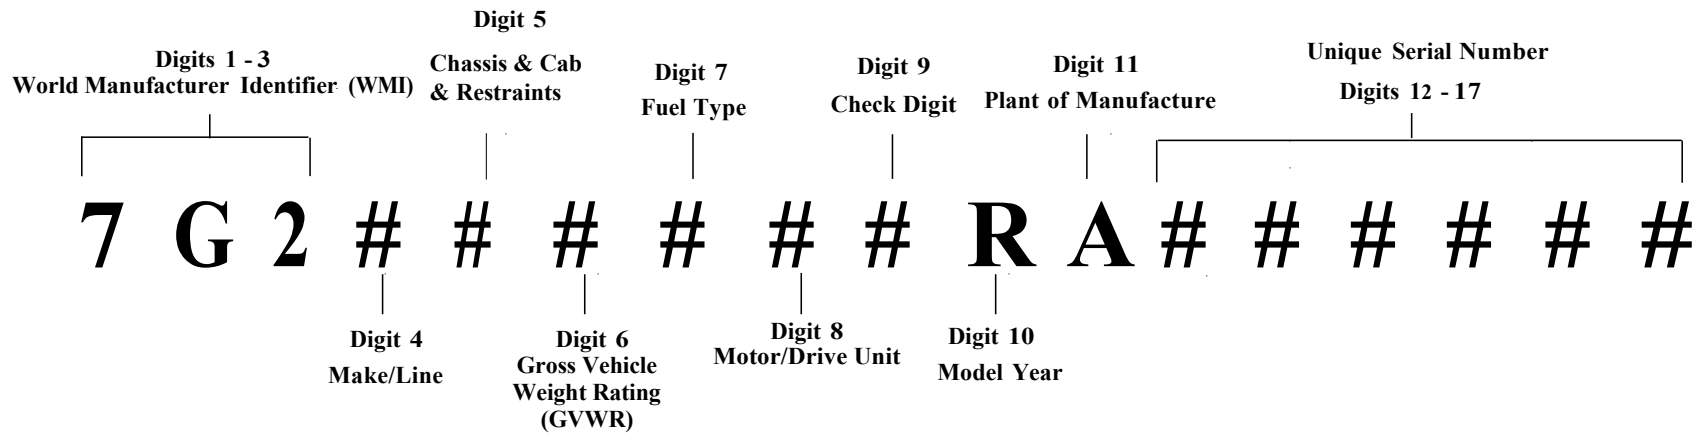 Digits 1 - 3
World Manufacturer Identifier (WMI)
Digit 5
Chassis & Cab
& Restraints
Digit 7
Fuel Type
Digit 9
Check Digit
Digit 11
Plant of Manufacture
Unique Serial Number
Digits 12 - 17
7 G 2 # # # # # # R A # # # # # #
Digit 4
Make/Line
Digit 6
Gross Vehicle
Weight Rating
(GVWR)
Digit 8
Motor/Drive Unit
Digit 10
Model Year